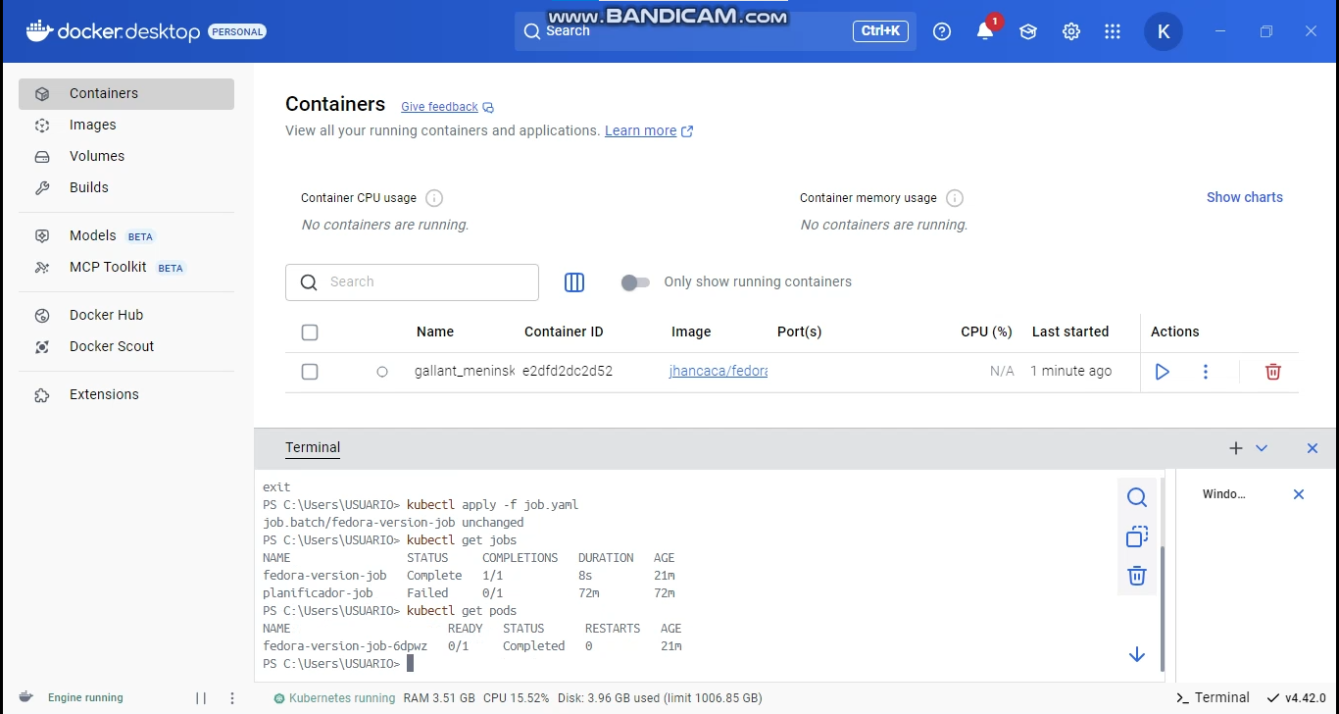 www.BANDICAM.com
docker.desktop PERSONAL
Search
Ctrl+K
1
K
Containers
Images
Volumes
Builds
Models BETA
MCP Toolkit BETA
Docker Hub
Docker Scout
Extensions
Containers Give feedback
View all your running containers and applications. Learn more
Container CPU usage
No containers are running.
Container memory usage
No containers are running.
Show charts
Search
Only show running containers
Name Container ID Image Port(s) CPU (%) Last started Actions
gallant_meninsk e2dfd2dc2d52 jhancaca/fedora N/A 1 minute ago
Terminal
exit
PS C:\Users\USUARIO> kubectl apply -f job.yaml
job.batch/fedora-version-job unchanged
PS C:\Users\USUARIO> kubectl get jobs
NAME STATUS COMPLETIONS DURATION AGE
fedora-version-job Complete 1/1 8s 21m
planificador-job Failed 0/1 72m 72m
PS C:\Users\USUARIO> kubectl get pods
NAME READY STATUS RESTARTS AGE
fedora-version-job-6dpwz 0/1 Completed 0 21m
PS C:\Users\USUARIO>
Windo...
Engine running
Kubernetes running RAM 3.51 GB CPU 15.52% Disk: 3.96 GB used (limit 1006.85 GB)
>_ Terminal
v4.42.0